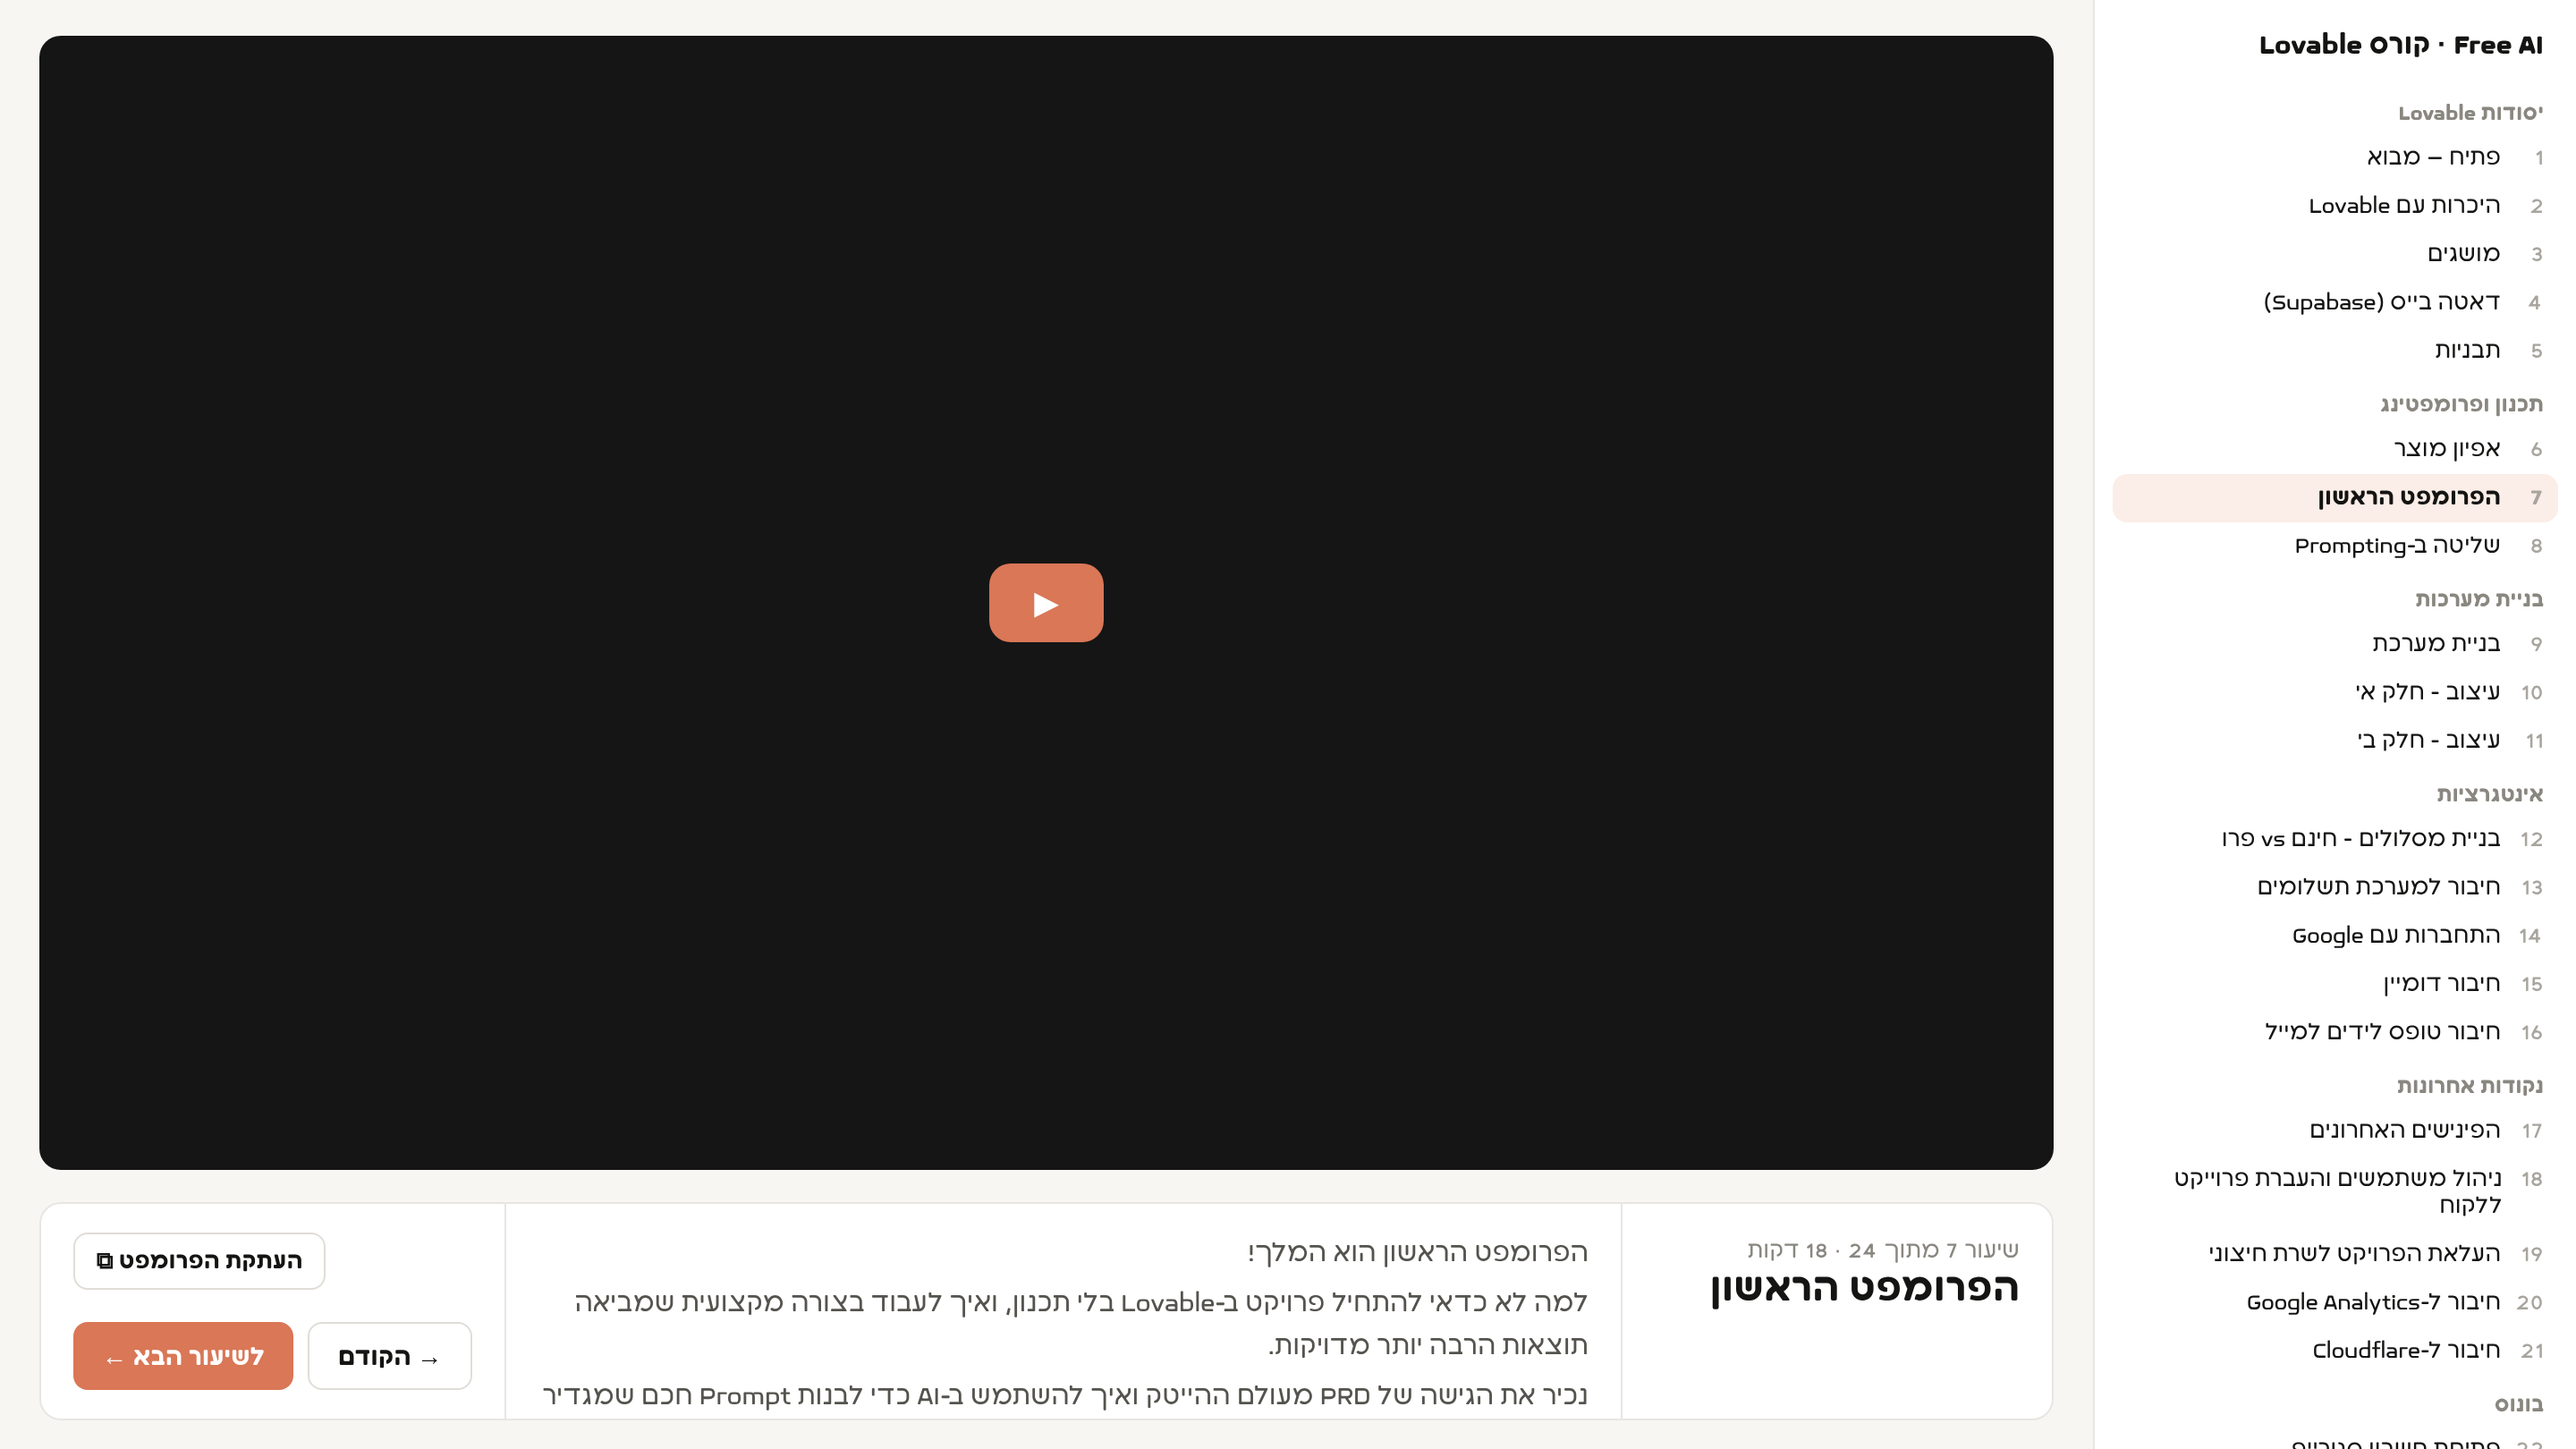 Free AI · קורס Lovable
יסודות Lovable
1 פתיח – מבוא
2 היכרות עם Lovable
3 מושגים
4 דאטה בייס (Supabase)
5 תבניות
תכנון ופרומפטינג
6 אפיון מוצר
7 הפרומפט הראשון
8 שליטה ב-Prompting
בניית מערכות
9 בניית מערכת
10 עיצוב - חלק א'
11 עיצוב - חלק ב'
אינטגרציות
12 בניית מסלולים - חינם vs פרו
13 חיבור למערכת תשלומים
14 התחברות עם Google
15 חיבור דומיין
16 חיבור טופס לידים למייל
נקודות אחרונות
17 הפינישים האחרונים
18 ניהול משתמשים והעברת פרוייקט
ללקוח
19 העלאת הפרויקט לשרת חיצוני
20 חיבור ל-Google Analytics
21 חיבור ל-Cloudflare
בונוס
שיעור 7 מתוך 24 · 18 דקות
הפרומפט הראשון
הפרומפט הראשון הוא המלך!
למה לא כדאי להתחיל פרויקט ב-Lovable בלי תכנון, ואיך לעבוד בצורה מקצועית שמביאה
תוצאות הרבה יותר מדויקות.
נכיר את הגישה של PRD מעולם ההייטק ואיך להשתמש ב-AI כדי לבנות Prompt חכם שמגדיר
העתקת הפרומפט ⧉
→ הקודם
לשיעור הבא ←